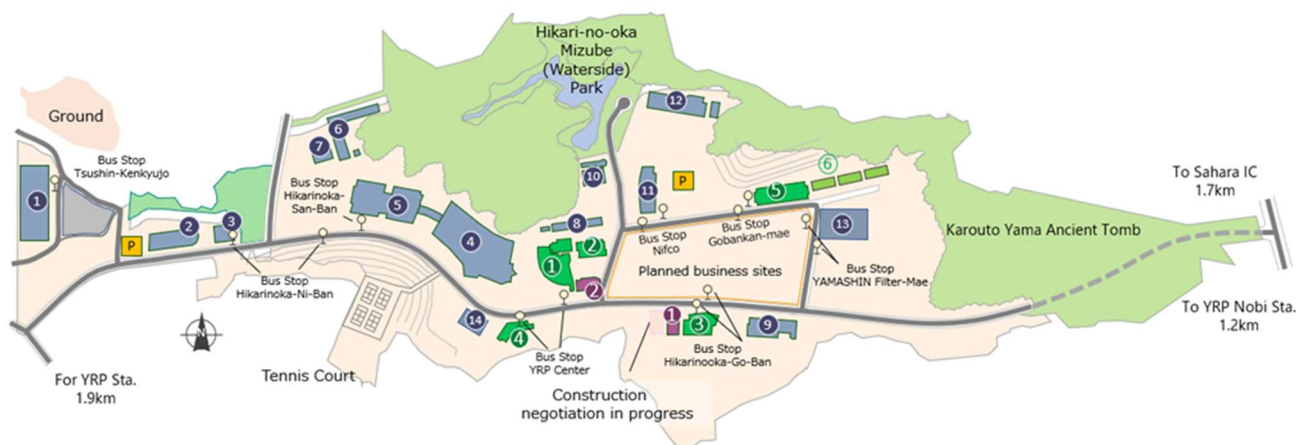 Hikari-no-oka
Mizube
(Waterside)
Park
Ground
Bus Stop
Tsushin-Kenkyujo
1
P
2
3
Bus Stop
Hikarinoka-Ni-Ban
6
7
Bus Stop
Hikarinoka-
San-Ban
5
4
12
10
11
P
8
1
2
2
Bus Stop
Nifco
5
6
Bus Stop
Gobankan-mae
13
Planned business sites
Bus Stop
YAMASHIN Filter-Mae
Karouto Yama Ancient Tomb
To Sahara IC
1.7km
To YRP Nobi Sta.
1.2km
14
4
Bus Stop
YRP Center
1
3
9
Bus Stop
Hikarinooka-Go-Ban
N
Tennis Court
For YRP Sta.
1.9km
Construction
negotiation in progress